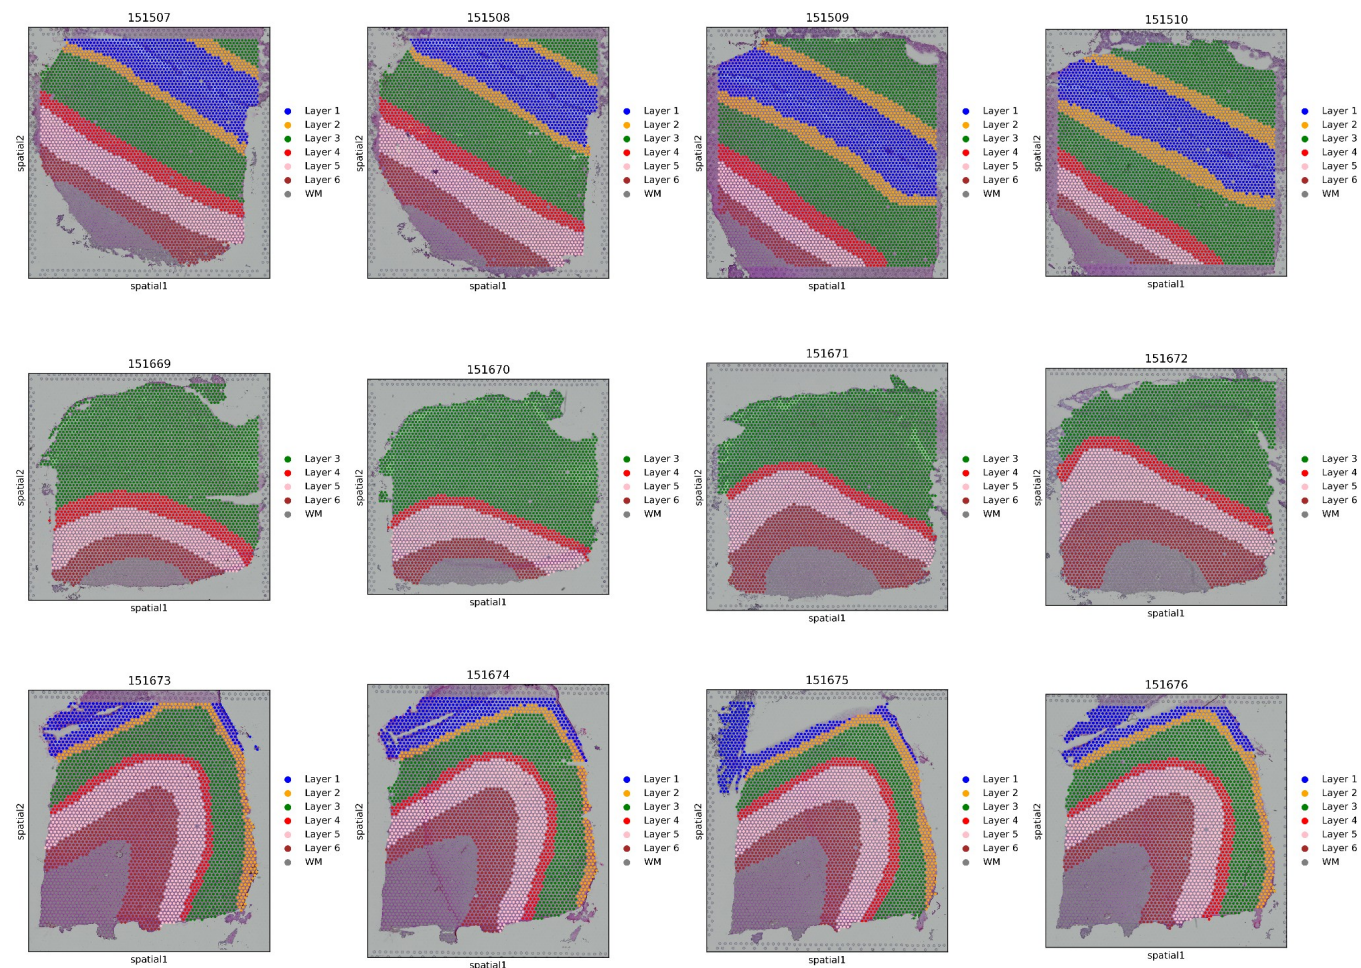 151507
Layer 1
Layer 2
Layer 3
Layer 4
Layer 5
Layer 6
WM
spatial2
spatial1
151508
Layer 1
Layer 2
Layer 3
Layer 4
Layer 5
Layer 6
WM
spatial2
spatial1
151509
Layer 1
Layer 2
Layer 3
Layer 4
Layer 5
Layer 6
WM
spatial2
spatial1
151510
Layer 1
Layer 2
Layer 3
Layer 4
Layer 5
Layer 6
WM
spatial2
spatial1
151669
Layer 3
Layer 4
Layer 5
Layer 6
WM
spatial2
spatial1
151670
Layer 3
Layer 4
Layer 5
Layer 6
WM
spatial2
spatial1
151671
Layer 3
Layer 4
Layer 5
Layer 6
WM
spatial2
spatial1
151672
Layer 3
Layer 4
Layer 5
Layer 6
WM
spatial2
spatial1
151673
Layer 1
Layer 2
Layer 3
Layer 4
Layer 5
Layer 6
WM
spatial2
spatial1
151674
Layer 1
Layer 2
Layer 3
Layer 4
Layer 5
Layer 6
WM
spatial2
spatial1
151675
Layer 1
Layer 2
Layer 3
Layer 4
Layer 5
Layer 6
WM
spatial2
spatial1
151676
Layer 1
Layer 2
Layer 3
Layer 4
Layer 5
Layer 6
WM
spatial2
spatial1